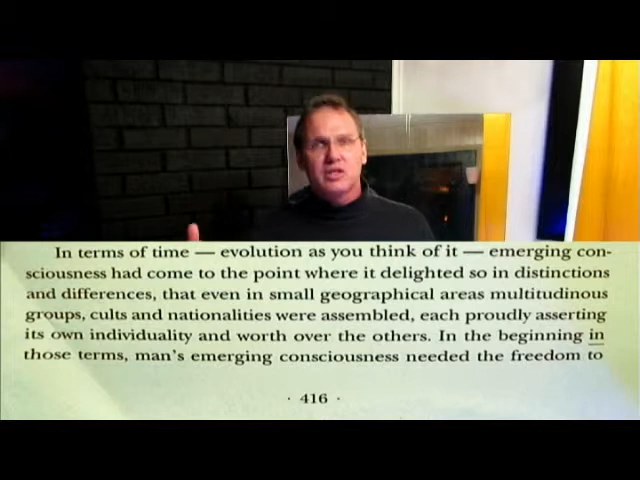 In terms of time — evolution as you think of it — emerging con-
sciousness had come to the point where it delighted so in distinctions
and differences, that even in small geographical areas multitudinous
groups, cults and nationalities were assembled, each proudly asserting
its own individuality and worth over the others. In the beginning in
those terms, man's emerging consciousness needed the freedom to
· 416 ·